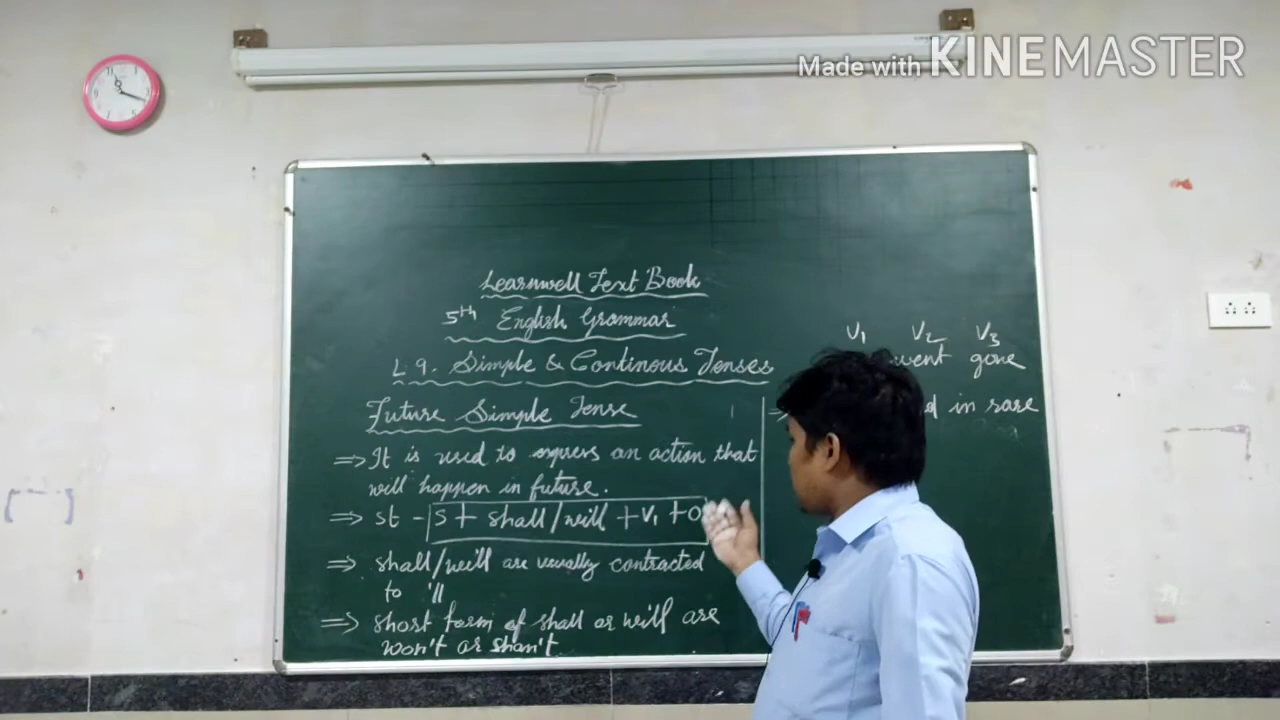 Made with KINEMASTER
Learnwell Text Book
5th English Grammar
L 9. Simple & Continous Tenses
Future Simple Tense
⇒ It is used to express an action that
will happen in future.
⇒ st - S + shall/will + V1 + O
⇒ shall/will are usually contracted
to 'll
⇒ short form of shall or will are
won't or shan't
V1 V2 V3
went gone
in rare